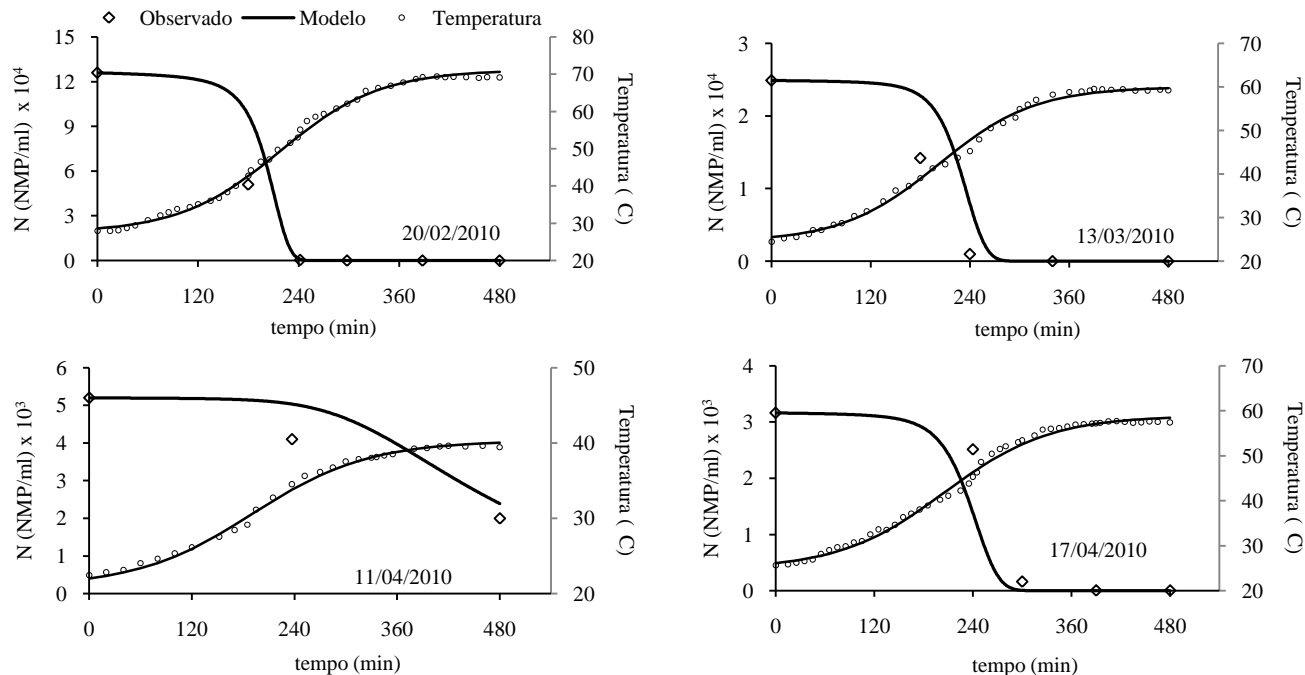 Observado Modelo Temperatura
15
12
9
6
3
0
N (NMP/ml) x 10⁴
80
70
60
50
40
30
20
Temperatura ( C)
20/02/2010
0 120 240 360 480
tempo (min)
3
2
1
0
N (NMP/ml) x 10⁴
70
60
50
40
30
20
Temperatura ( C)
13/03/2010
0 120 240 360 480
tempo (min)
6
5
4
3
2
1
0
N (NMP/ml) x 10³
50
40
30
20
Temperatura ( C)
11/04/2010
0 120 240 360 480
tempo (min)
4
3
2
1
0
N (NMP/ml) x 10³
70
60
50
40
30
20
Temperatura ( C)
17/04/2010
0 120 240 360 480
tempo (min)